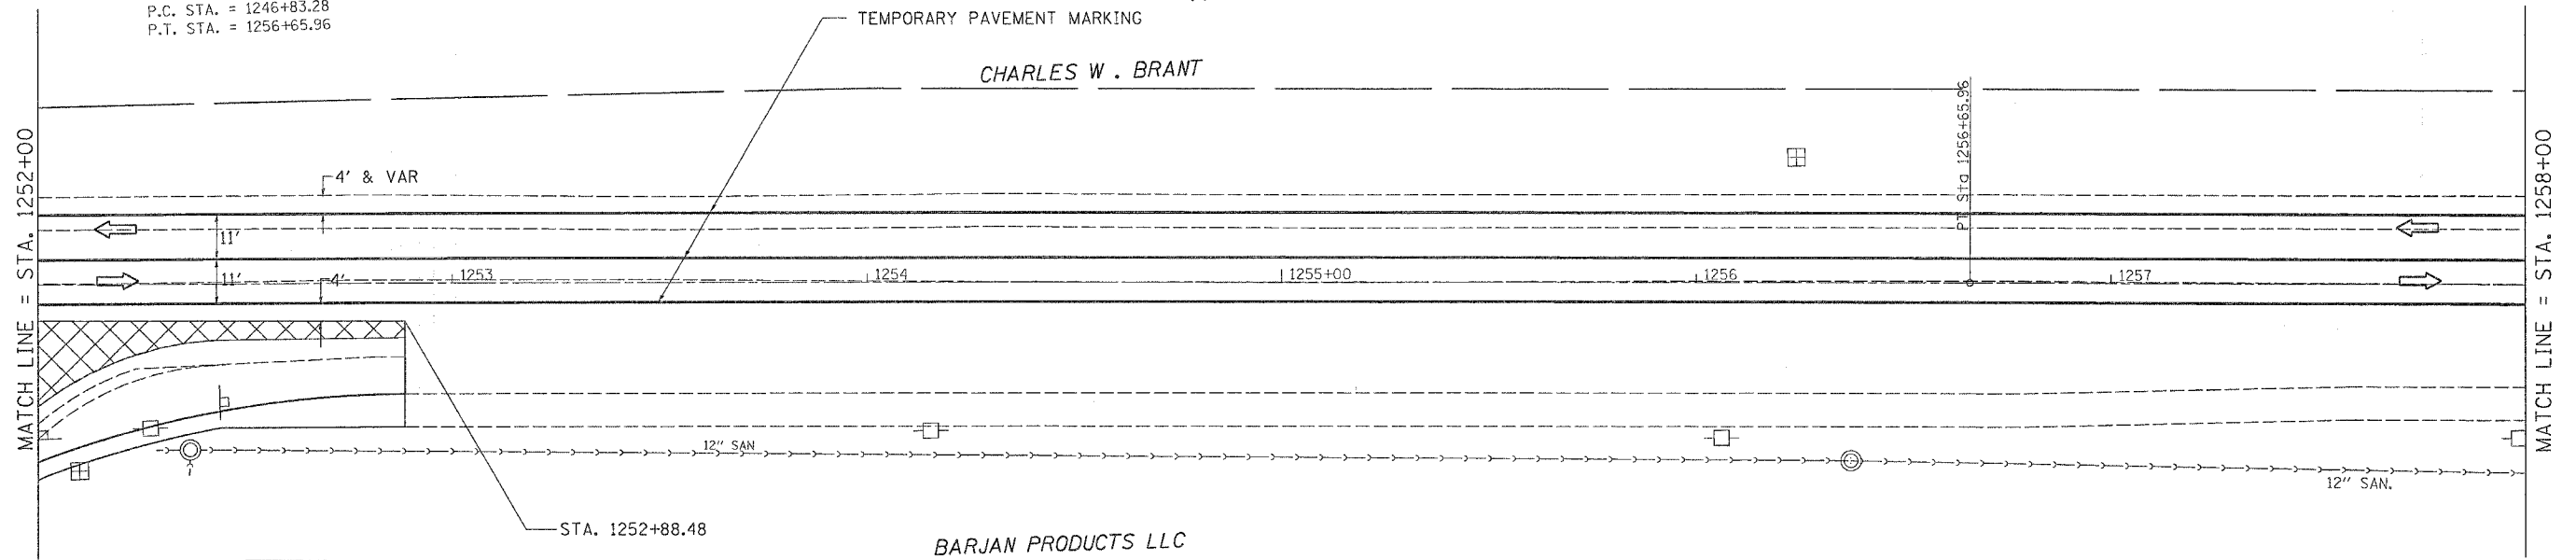 P.C. STA. = 1246+83.28
P.T. STA. = 1256+65.96
TEMPORARY PAVEMENT MARKING
CHARLES W. BRANT
MATCH LINE = STA. 1252+00
4' & VAR
11'
11'
4'
1253
1254
1255+00
1256
PT Sta 1256+65.96
1257
MATCH LINE = STA. 1258+00
12" SAN
12" SAN.
STA. 1252+88.48
BARJAN PRODUCTS LLC